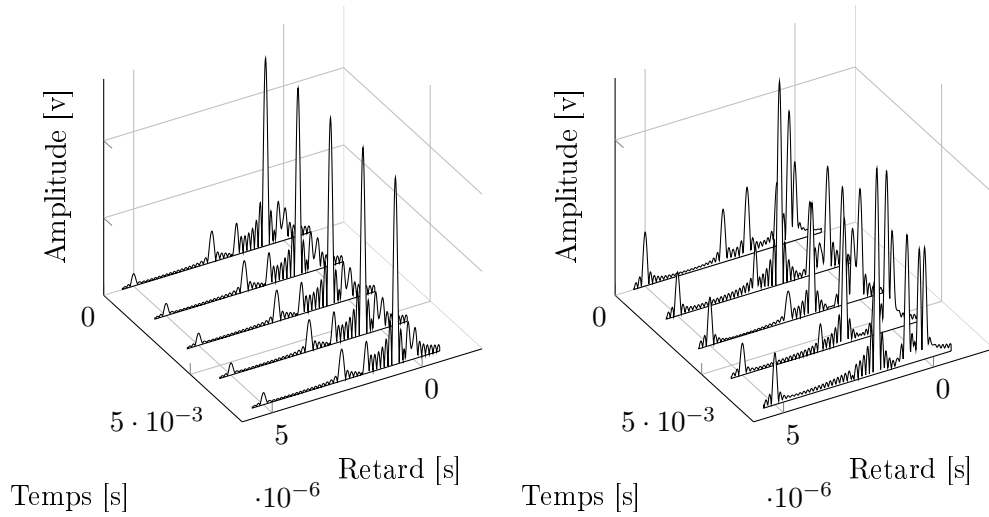 Amplitude [v]
0
5 · 10⁻³
Temps [s]
5
0
Retard [s]
·10⁻⁶
Amplitude [v]
0
5 · 10⁻³
Temps [s]
5
0
Retard [s]
·10⁻⁶